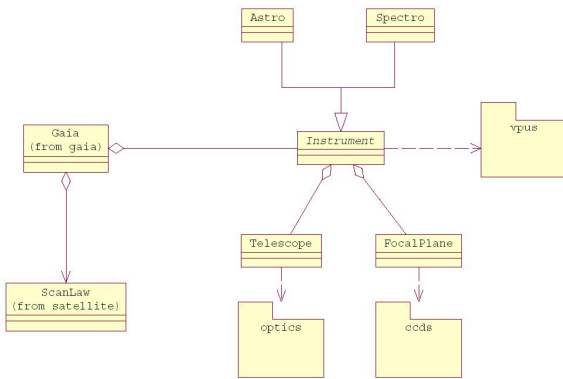 Astro
Spectro
Gaia
(from gaia)
Instrument
vpus
Telescope
FocalPlane
ScanLaw
(from satellite)
optics
ccds